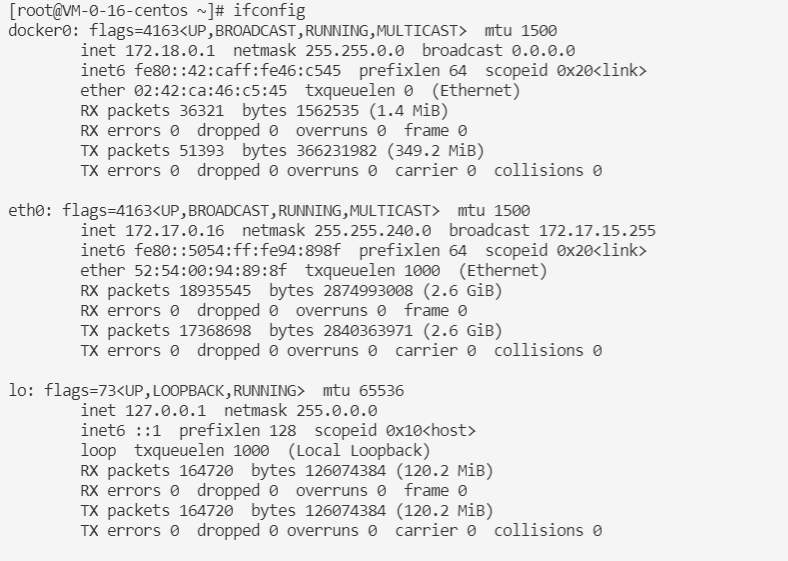 [root@VM-0-16-centos ~]# ifconfig
docker0: flags=4163<UP,BROADCAST,RUNNING,MULTICAST>  mtu 1500
        inet 172.18.0.1  netmask 255.255.0.0  broadcast 0.0.0.0
        inet6 fe80::42:caff:fe46:c545  prefixlen 64  scopeid 0x20<link>
        ether 02:42:ca:46:c5:45  txqueuelen 0  (Ethernet)
        RX packets 36321  bytes 1562535 (1.4 MiB)
        RX errors 0  dropped 0  overruns 0  frame 0
        TX packets 51393  bytes 366231982 (349.2 MiB)
        TX errors 0  dropped 0 overruns 0  carrier 0  collisions 0

eth0: flags=4163<UP,BROADCAST,RUNNING,MULTICAST>  mtu 1500
        inet 172.17.0.16  netmask 255.255.240.0  broadcast 172.17.15.255
        inet6 fe80::5054:ff:fe94:898f  prefixlen 64  scopeid 0x20<link>
        ether 52:54:00:94:89:8f  txqueuelen 1000  (Ethernet)
        RX packets 18935545  bytes 2874993008 (2.6 GiB)
        RX errors 0  dropped 0  overruns 0  frame 0
        TX packets 17368698  bytes 2840363971 (2.6 GiB)
        TX errors 0  dropped 0 overruns 0  carrier 0  collisions 0

lo: flags=73<UP,LOOPBACK,RUNNING>  mtu 65536
        inet 127.0.0.1  netmask 255.0.0.0
        inet6 ::1  prefixlen 128  scopeid 0x10<host>
        loop  txqueuelen 1000  (Local Loopback)
        RX packets 164720  bytes 126074384 (120.2 MiB)
        RX errors 0  dropped 0  overruns 0  frame 0
        TX packets 164720  bytes 126074384 (120.2 MiB)
        TX errors 0  dropped 0 overruns 0  carrier 0  collisions 0